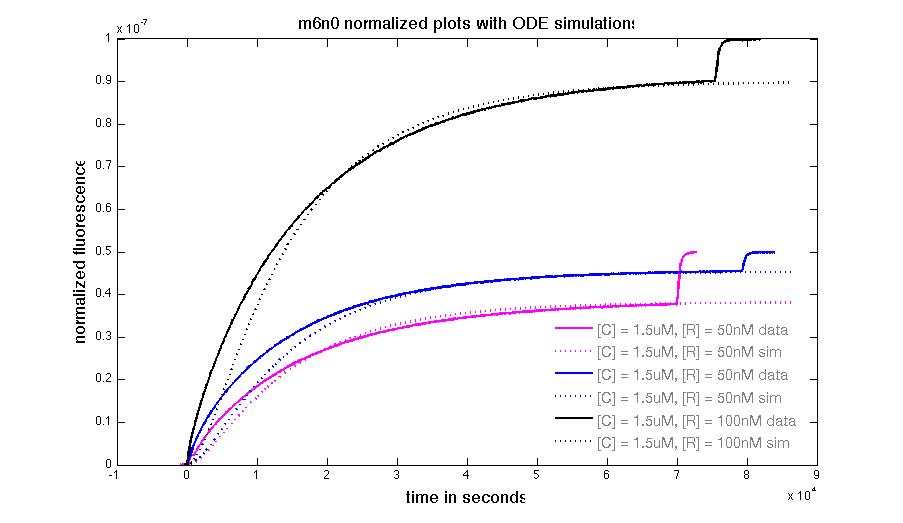 m6n0 normalized plots with ODE simulations
x 10^-7
1
0.9
0.8
0.7
0.6
0.5
0.4
0.3
0.2
0.1
0
normalized fluorescence
[C] = 1.5uM, [R] = 50nM data
[C] = 1.5uM, [R] = 50nM sim
[C] = 1.5uM, [R] = 50nM data
[C] = 1.5uM, [R] = 50nM sim
[C] = 1.5uM, [R] = 100nM data
[C] = 1.5uM, [R] = 100nM sim
-1 0 1 2 3 4 5 6 7 8 9
time in seconds
x 10^4